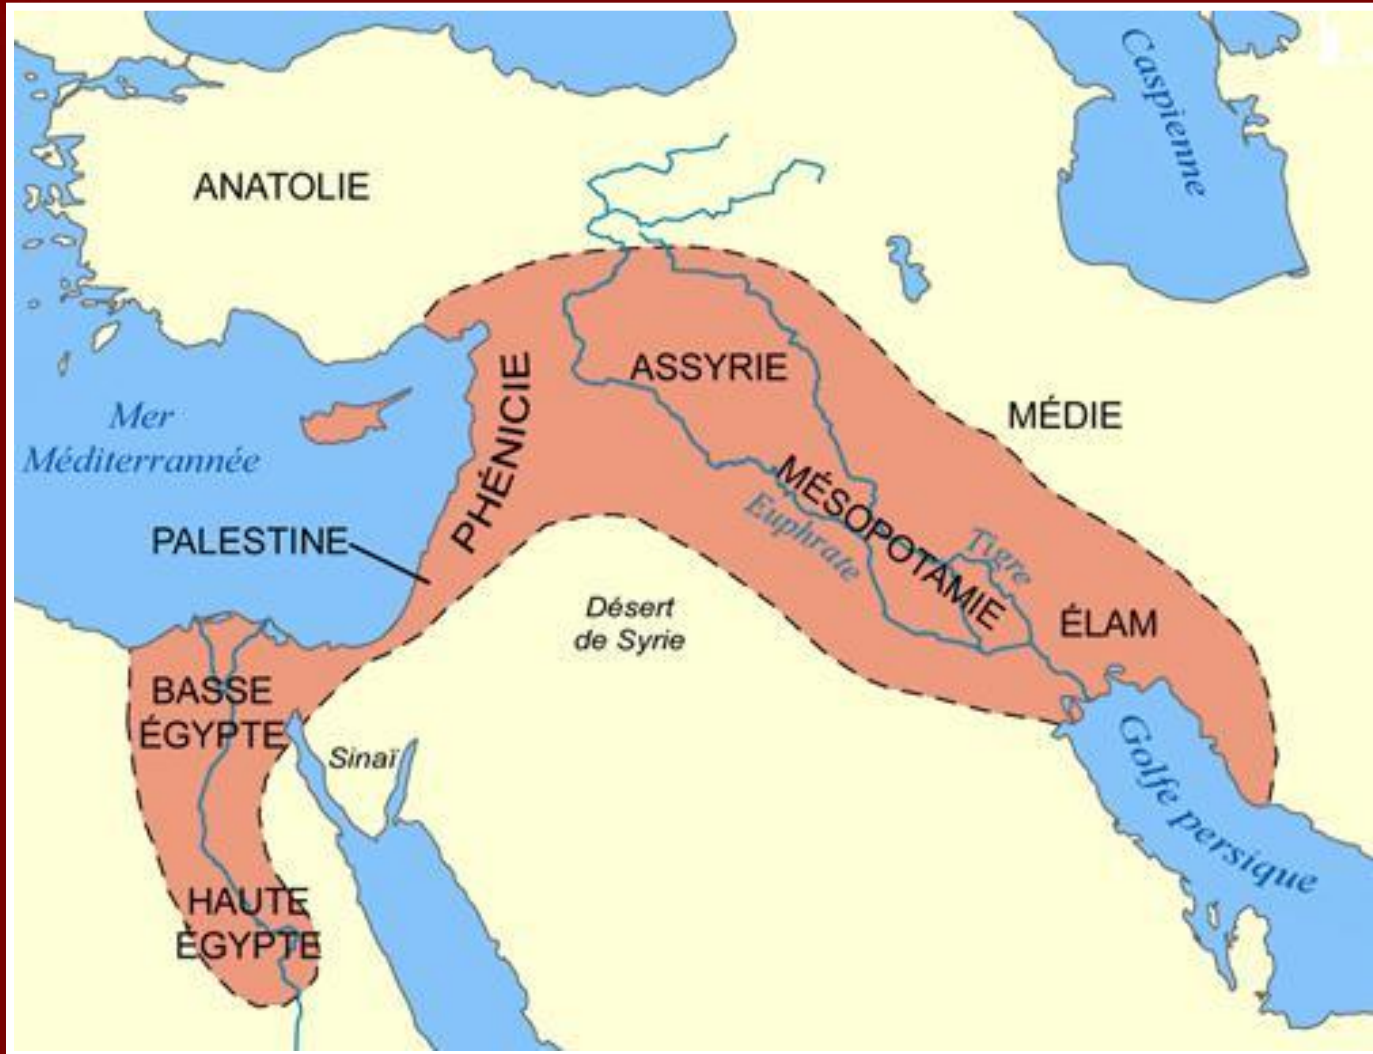 Caspienne
ANATOLIE
ASSYRIE
MÉDIE
Mer
Méditerrannée
PHÉNICIE
MÉSOPOTAMIE
Euphrate
Tigre
PALESTINE
Désert
de Syrie
ÉLAM
BASSE
ÉGYPTE
Sinaï
Golfe persique
HAUTE
ÉGYPTE